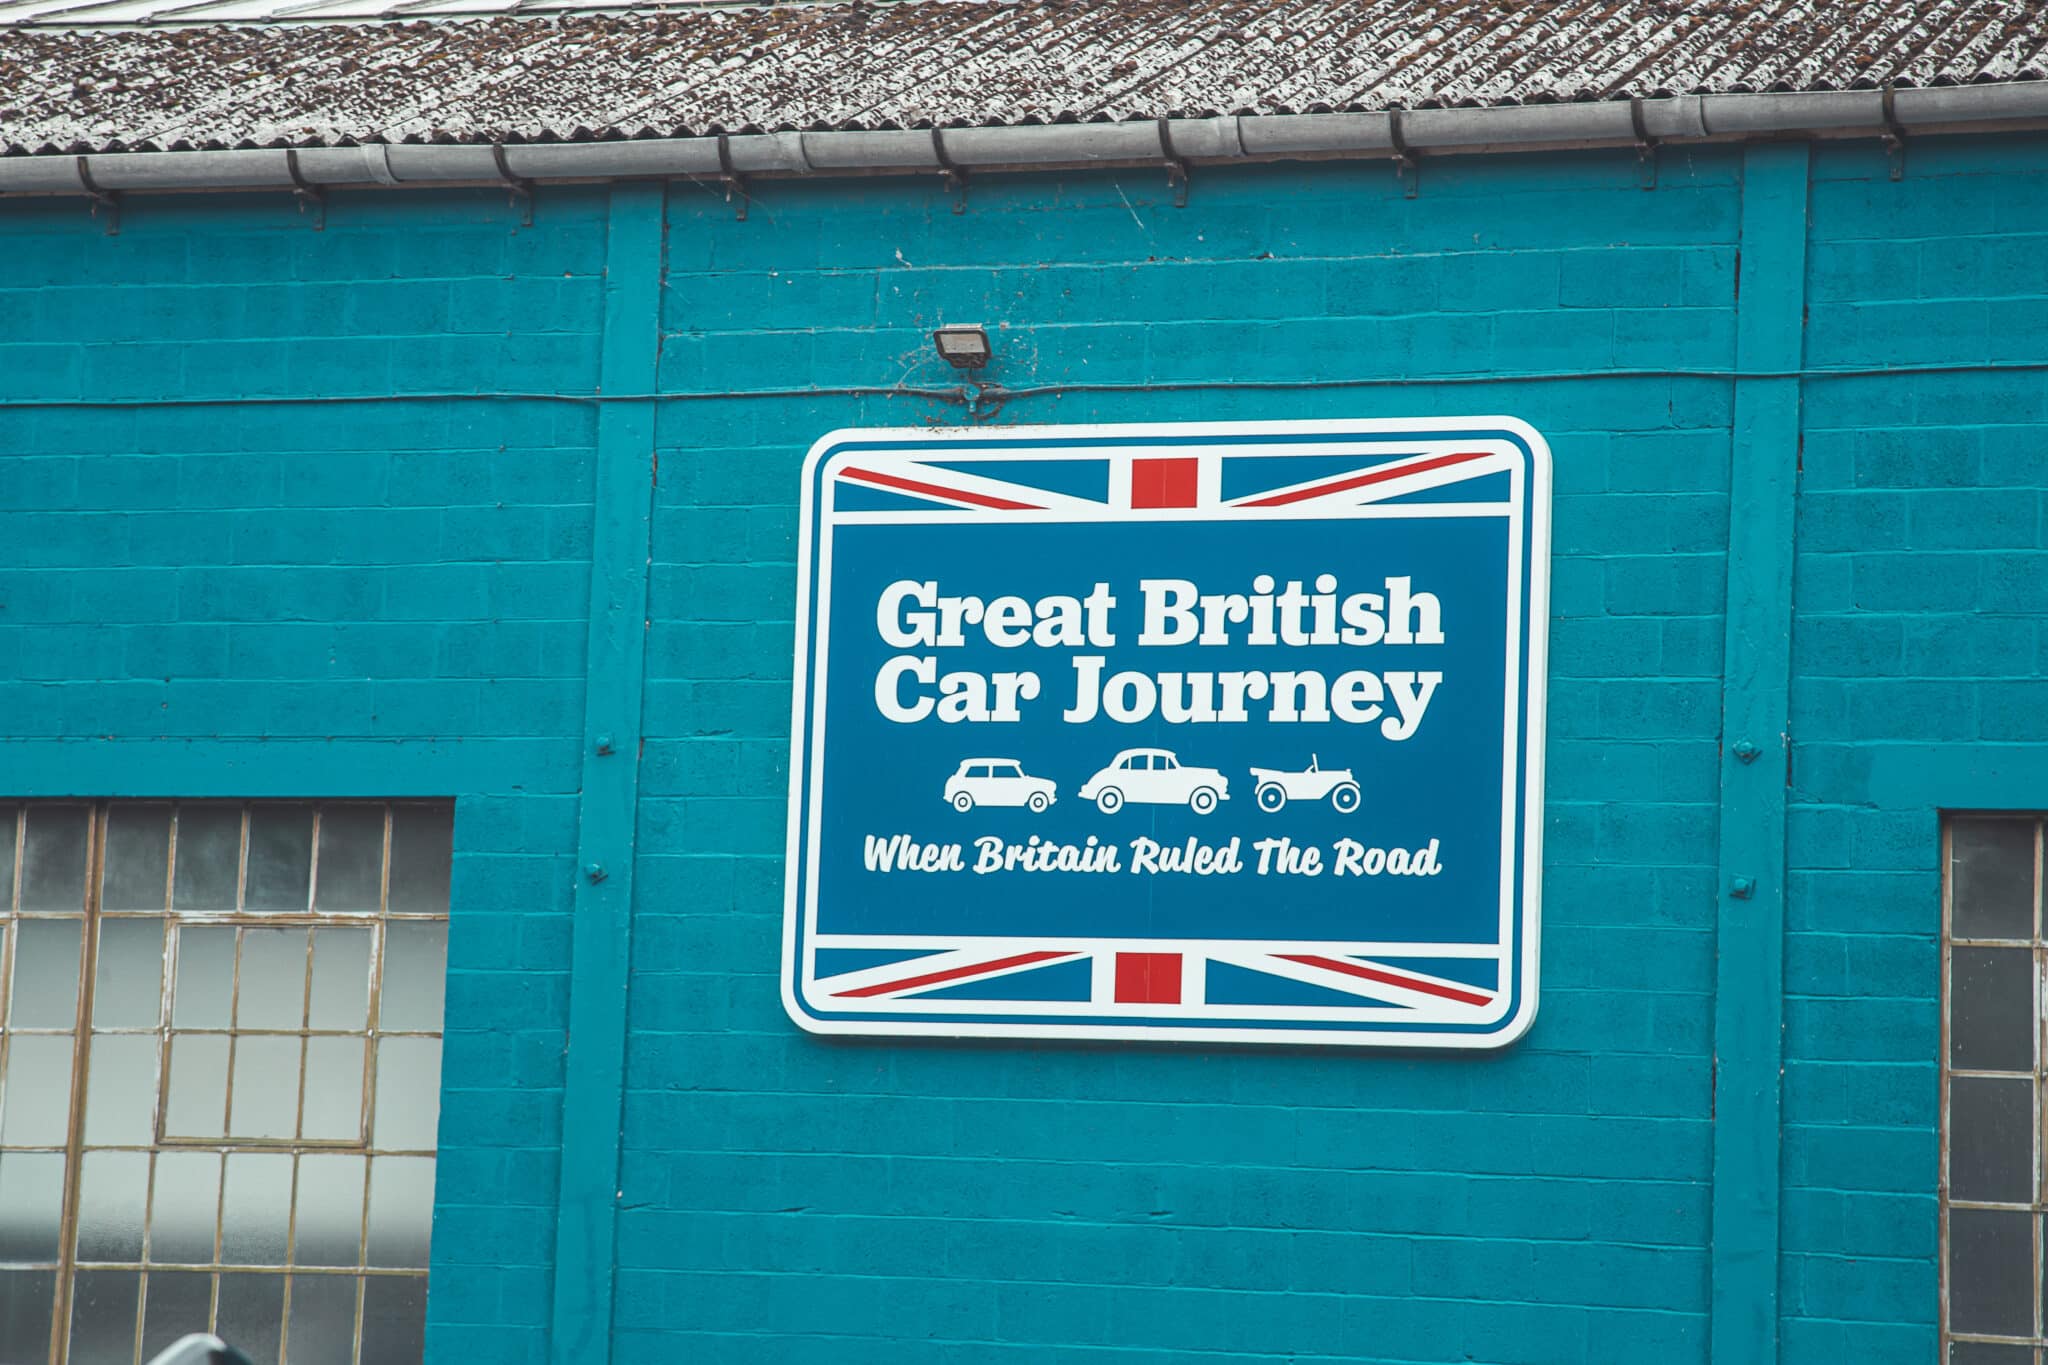 Great British
Car Journey
When Britain Ruled The Road